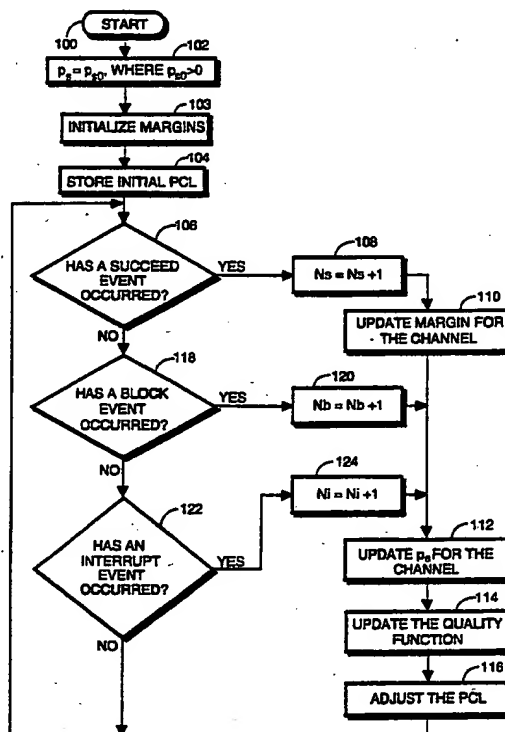 START
100
102
ps = ps0, WHERE ps0>0
103
INITIALIZE MARGINS
104
STORE INITIAL PCL
106
HAS A SUCCEED
EVENT
OCCURRED?
YES
NO
108
Ns = Ns +1
110
UPDATE MARGIN FOR
THE CHANNEL
118
HAS A BLOCK
EVENT
OCCURRED?
YES
NO
120
Nb = Nb +1
124
Ni = Ni +1
122
HAS AN
INTERRUPT
EVENT
OCCURRED?
YES
NO
112
UPDATE ps FOR THE
CHANNEL
114
UPDATE THE QUALITY
FUNCTION
116
ADJUST THE PCL